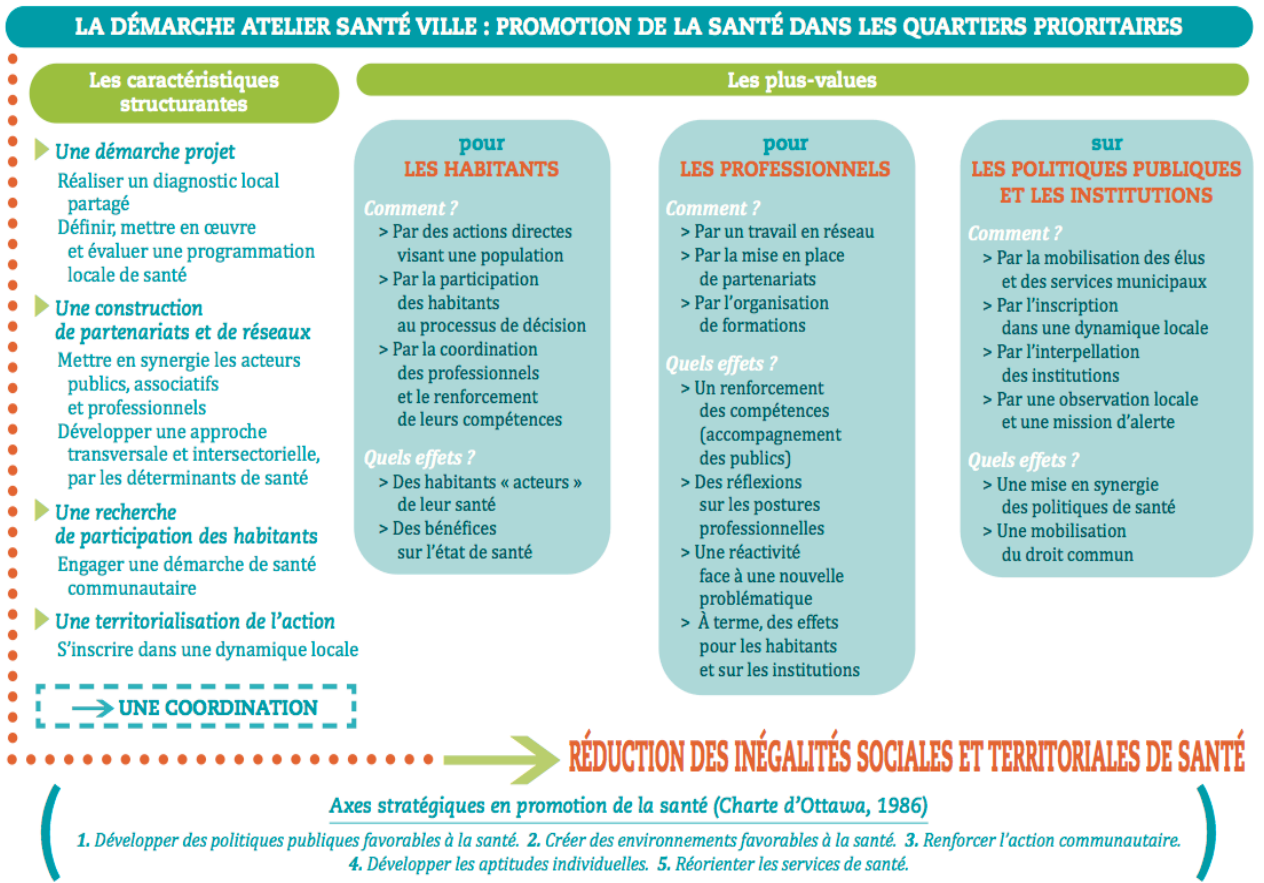 LA DÉMARCHE ATELIER SANTÉ VILLE : PROMOTION DE LA SANTÉ DANS LES QUARTIERS PRIORITAIRES
Les caractéristiques
structurantes
Une démarche projet
Réaliser un diagnostic local
partagé
Définir, mettre en œuvre
et évaluer une programmation
locale de santé
Une construction
de partenariats et de réseaux
Mettre en synergie les acteurs
publics, associatifs
et professionnels
Développer une approche
transversale et intersectorielle,
par les déterminants de santé
Une recherche
de participation des habitants
Engager une démarche de santé
communautaire
Une territorialisation de l'action
S'inscrire dans une dynamique locale
UNE COORDINATION
Les plus-values
pour
LES HABITANTS
Comment ?
> Par des actions directes
visant une population
> Par la participation
des habitants
au processus de décision
> Par la coordination
des professionnels
et le renforcement
de leurs compétences
Quels effets ?
> Des habitants « acteurs »
de leur santé
> Des bénéfices
sur l'état de santé
pour
LES PROFESSIONNELS
Comment ?
> Par un travail en réseau
> Par la mise en place
de partenariats
> Par l'organisation
de formations
Quels effets ?
> Un renforcement
des compétences
(accompagnement
des publics)
> Des réflexions
sur les postures
professionnelles
> Une réactivité
face à une nouvelle
problématique
> À terme, des effets
pour les habitants
et sur les institutions
sur
LES POLITIQUES PUBLIQUES
ET LES INSTITUTIONS
Comment ?
> Par la mobilisation des élus
et des services municipaux
> Par l'inscription
dans une dynamique locale
> Par l'interpellation
des institutions
> Par une observation locale
et une mission d'alerte
Quels effets ?
> Une mise en synergie
des politiques de santé
> Une mobilisation
du droit commun
RÉDUCTION DES INÉGALITÉS SOCIALES ET TERRITORIALES DE SANTÉ
Axes stratégiques en promotion de la santé (Charte d'Ottawa, 1986)
1. Développer des politiques publiques favorables à la santé. 2. Créer des environnements favorables à la santé. 3. Renforcer l'action communautaire.
4. Développer les aptitudes individuelles. 5. Réorienter les services de santé.